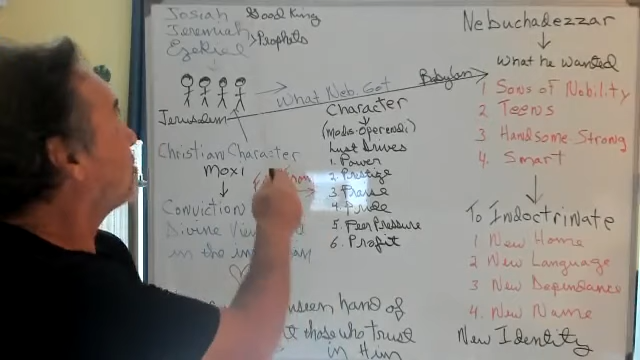 Josiah Good King
Jeremiah > Prophets
Ezekiel
What Neb. Got
Babylon
Jerusalem
Christian Character
Moxi
Conviction
Divine View
in the
unseen hand of
those who trust
in Him
Character
(Modis-Operendi)
Lust Drives
1. Power
2. Prestige
3. Praise
4. Pride
5. Peer Pressure
6. Profit
Nebuchadezzar
What he wanted
1 Sons of Nobility
2 Teens
3 Handsome Strong
4. Smart
To Indoctrinate
1 New Home
2 New Language
3 New Dependance
4. New Name
New Identity